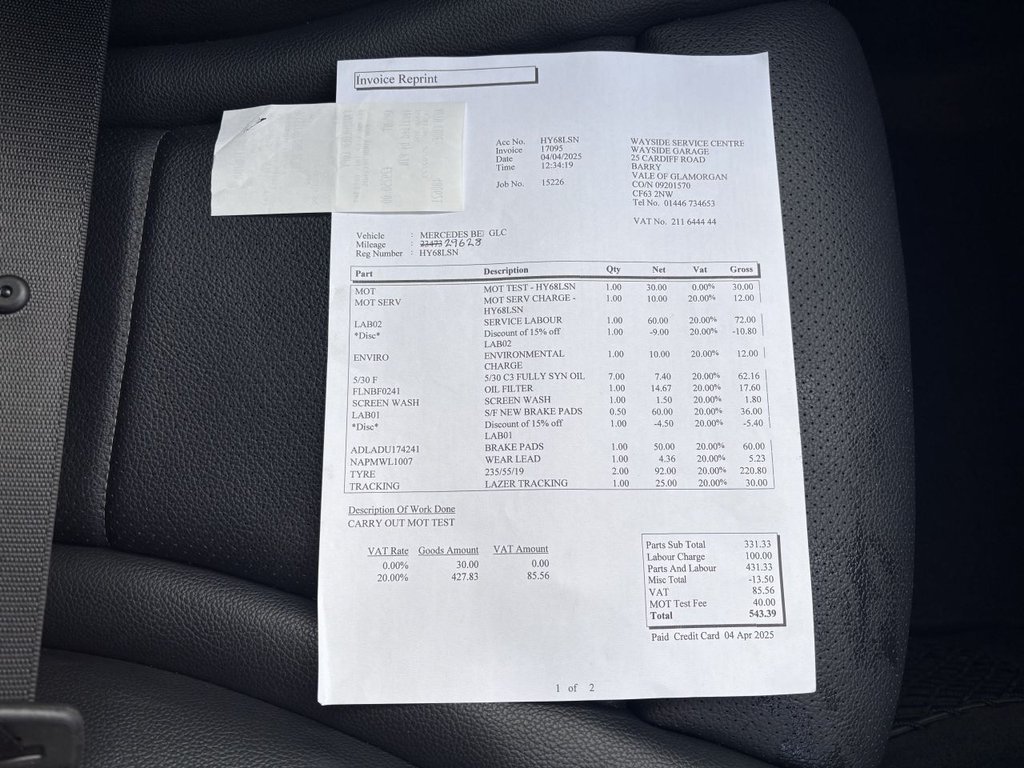 Invoice Reprint
Acc No. HY68LSN
Invoice 17095
Date 04/04/2025
Time 12:34:19
Job No. 15226
WAYSIDE SERVICE CENTRE
WAYSIDE GARAGE
25 CARDIFF ROAD
BARRY
VALE OF GLAMORGAN
CO/N 09201570
CF63 2NW
Tel No. 01446 734653
VAT No. 211 6444 44
Vehicle : MERCEDES BE GLC
Mileage : 23473 29628
Reg Number : HY68LSN
Part Description Qty Net Vat Gross
MOT MOT TEST - HY68LSN 1.00 30.00 0.00% 30.00
MOT SERV MOT SERV CHARGE - 1.00 10.00 20.00% 12.00
HY68LSN
LAB02 SERVICE LABOUR 1.00 60.00 20.00% 72.00
*Disc* Discount of 15% off 1.00 -9.00 20.00% -10.80
LAB02
ENVIRO ENVIRONMENTAL 1.00 10.00 20.00% 12.00
CHARGE
5/30 F 5/30 C3 FULLY SYN OIL 7.00 7.40 20.00% 62.16
FLNBF0241 OIL FILTER 1.00 14.67 20.00% 17.60
SCREEN WASH SCREEN WASH 1.00 1.50 20.00% 1.80
LAB01 S/F NEW BRAKE PADS 0.50 60.00 20.00% 36.00
*Disc* Discount of 15% off 1.00 -4.50 20.00% -5.40
LAB01
ADLADU174241 BRAKE PADS 1.00 50.00 20.00% 60.00
NAPMWL1007 WEAR LEAD 1.00 4.36 20.00% 5.23
TYRE 235/55/19 2.00 92.00 20.00% 220.80
TRACKING LAZER TRACKING 1.00 25.00 20.00% 30.00
Description Of Work Done
CARRY OUT MOT TEST
VAT Rate Goods Amount VAT Amount
0.00% 30.00 0.00
20.00% 427.83 85.56
Parts Sub Total 331.33
Labour Charge 100.00
Parts And Labour 431.33
Misc Total -13.50
VAT 85.56
MOT Test Fee 40.00
Total 543.39
Paid Credit Card 04 Apr 2025
1 of 2